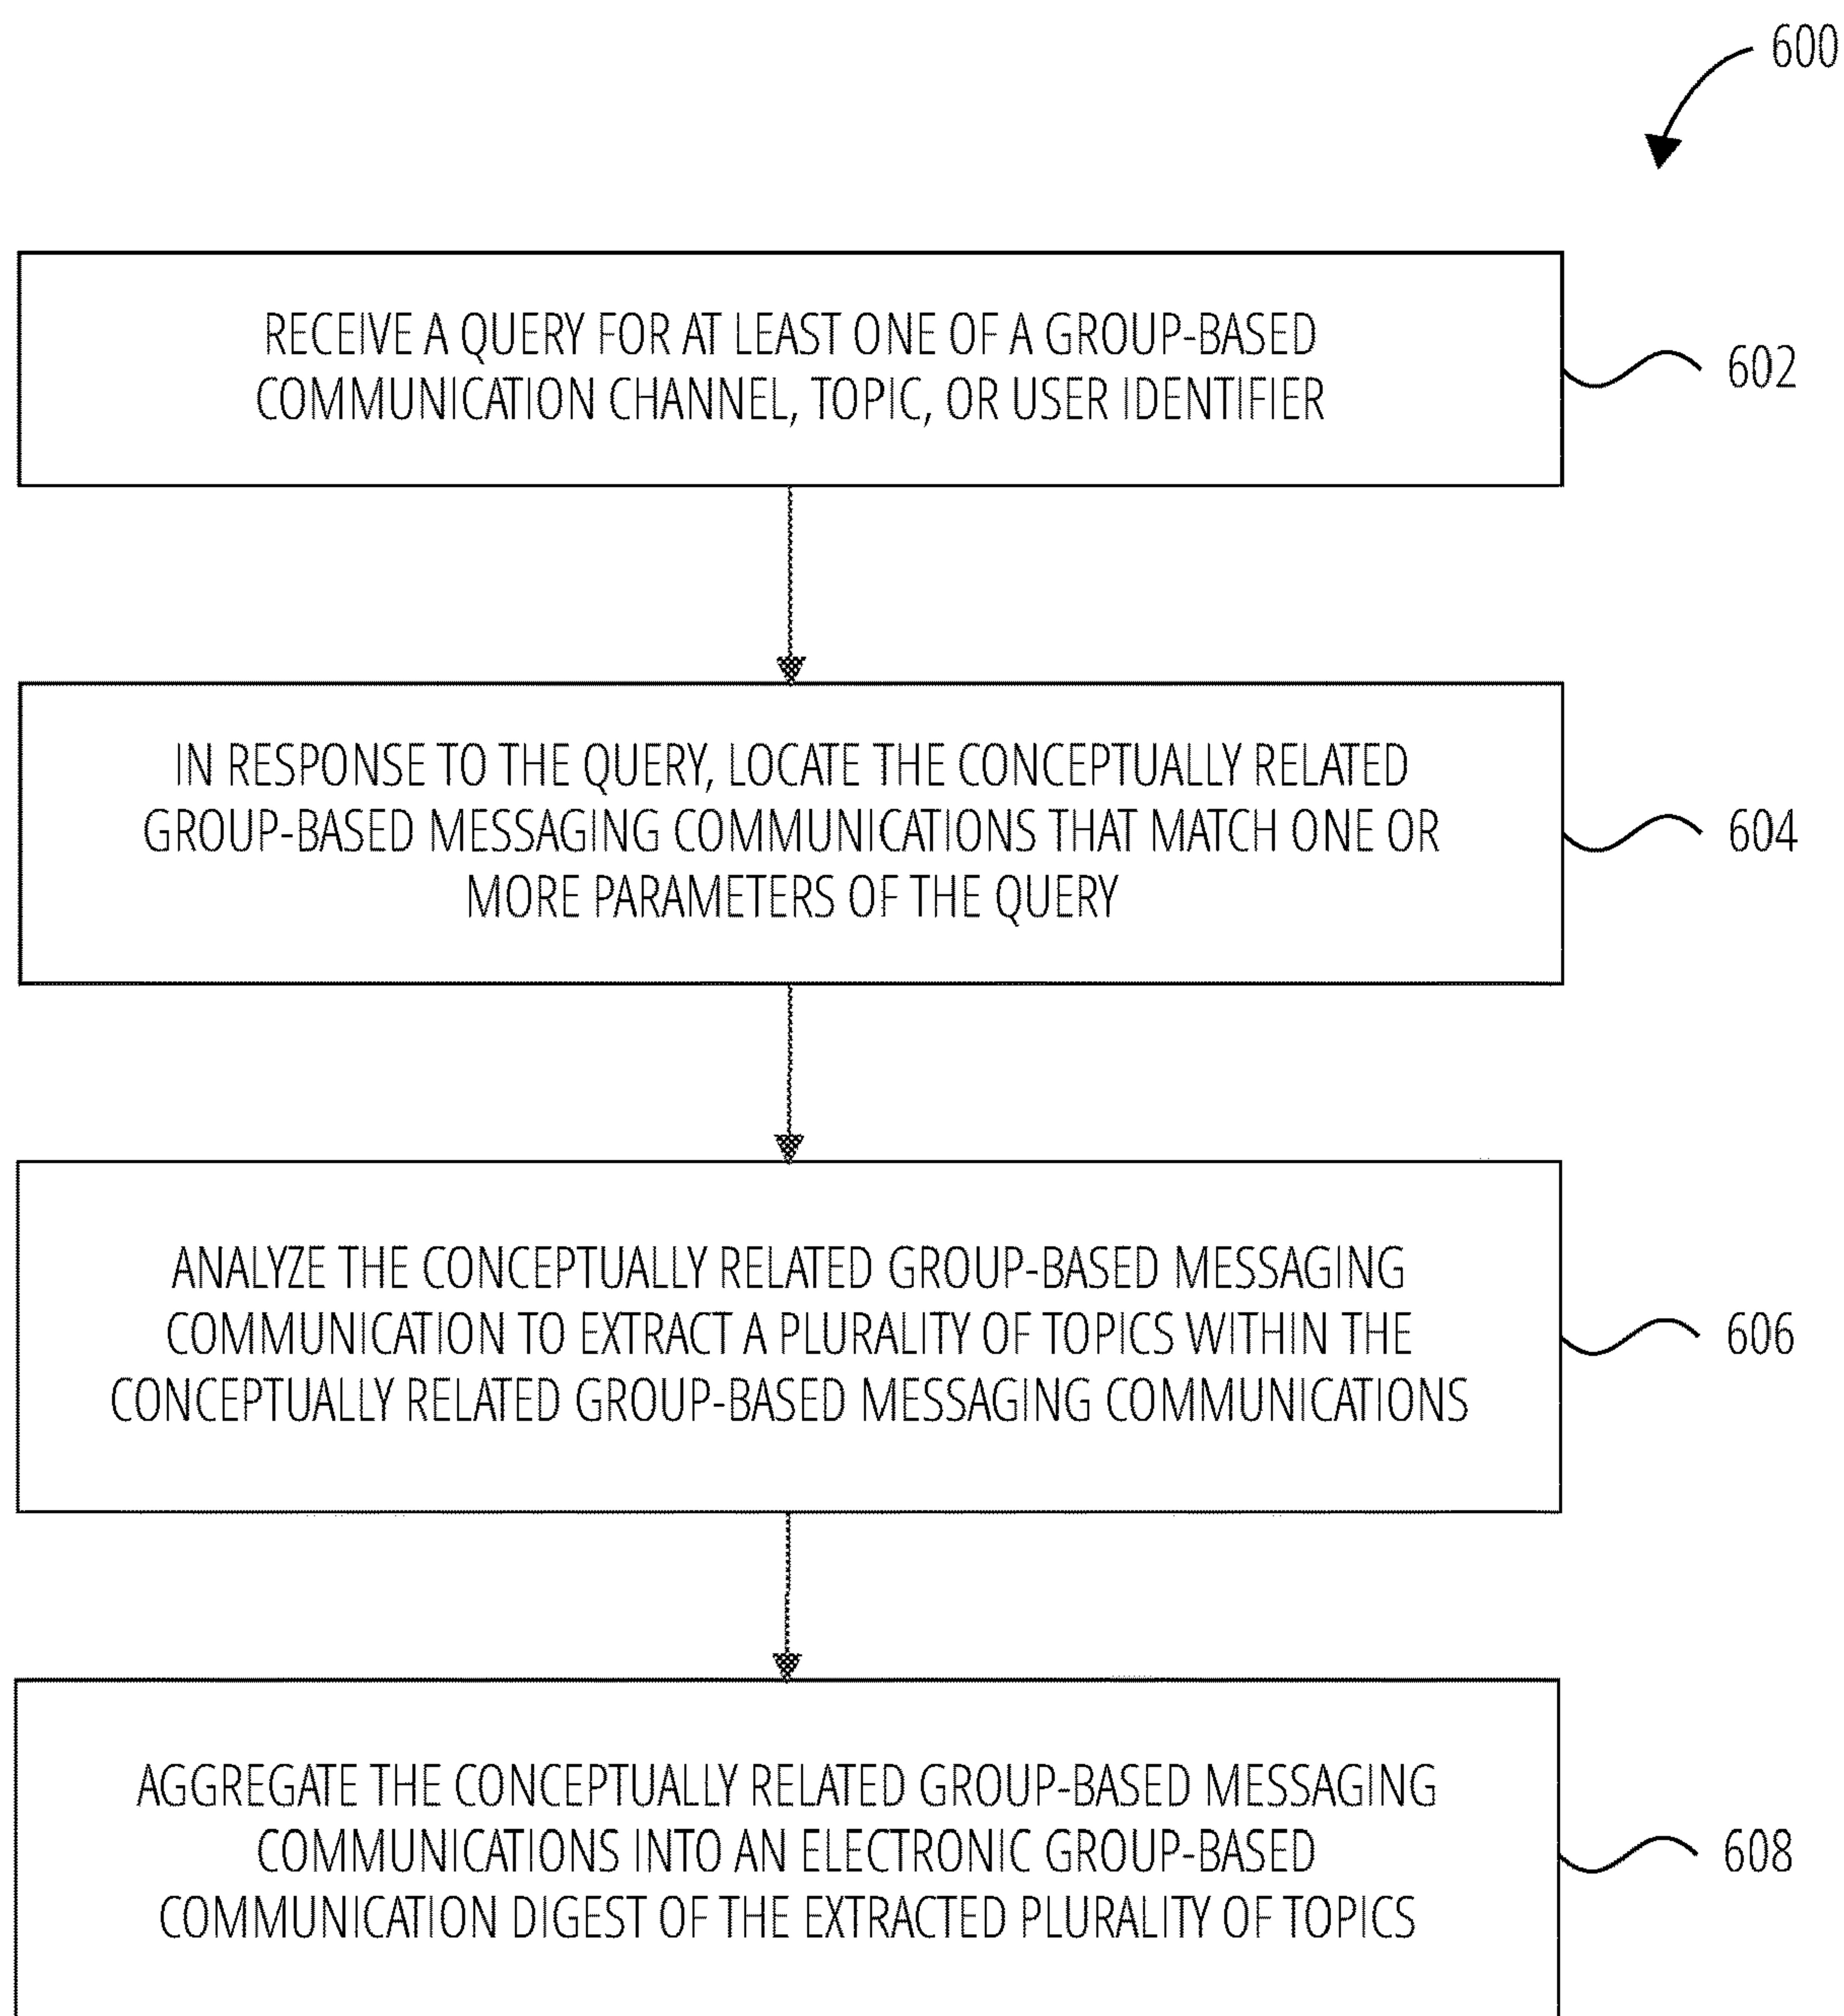 600
RECEIVE A QUERY FOR AT LEAST ONE OF A GROUP-BASED
COMMUNICATION CHANNEL, TOPIC, OR USER IDENTIFIER
602
IN RESPONSE TO THE QUERY, LOCATE THE CONCEPTUALLY RELATED
GROUP-BASED MESSAGING COMMUNICATIONS THAT MATCH ONE OR
MORE PARAMETERS OF THE QUERY
604
ANALYZE THE CONCEPTUALLY RELATED GROUP-BASED MESSAGING
COMMUNICATION TO EXTRACT A PLURALITY OF TOPICS WITHIN THE
CONCEPTUALLY RELATED GROUP-BASED MESSAGING COMMUNICATIONS
606
AGGREGATE THE CONCEPTUALLY RELATED GROUP-BASED MESSAGING
COMMUNICATIONS INTO AN ELECTRONIC GROUP-BASED
COMMUNICATION DIGEST OF THE EXTRACTED PLURALITY OF TOPICS
608